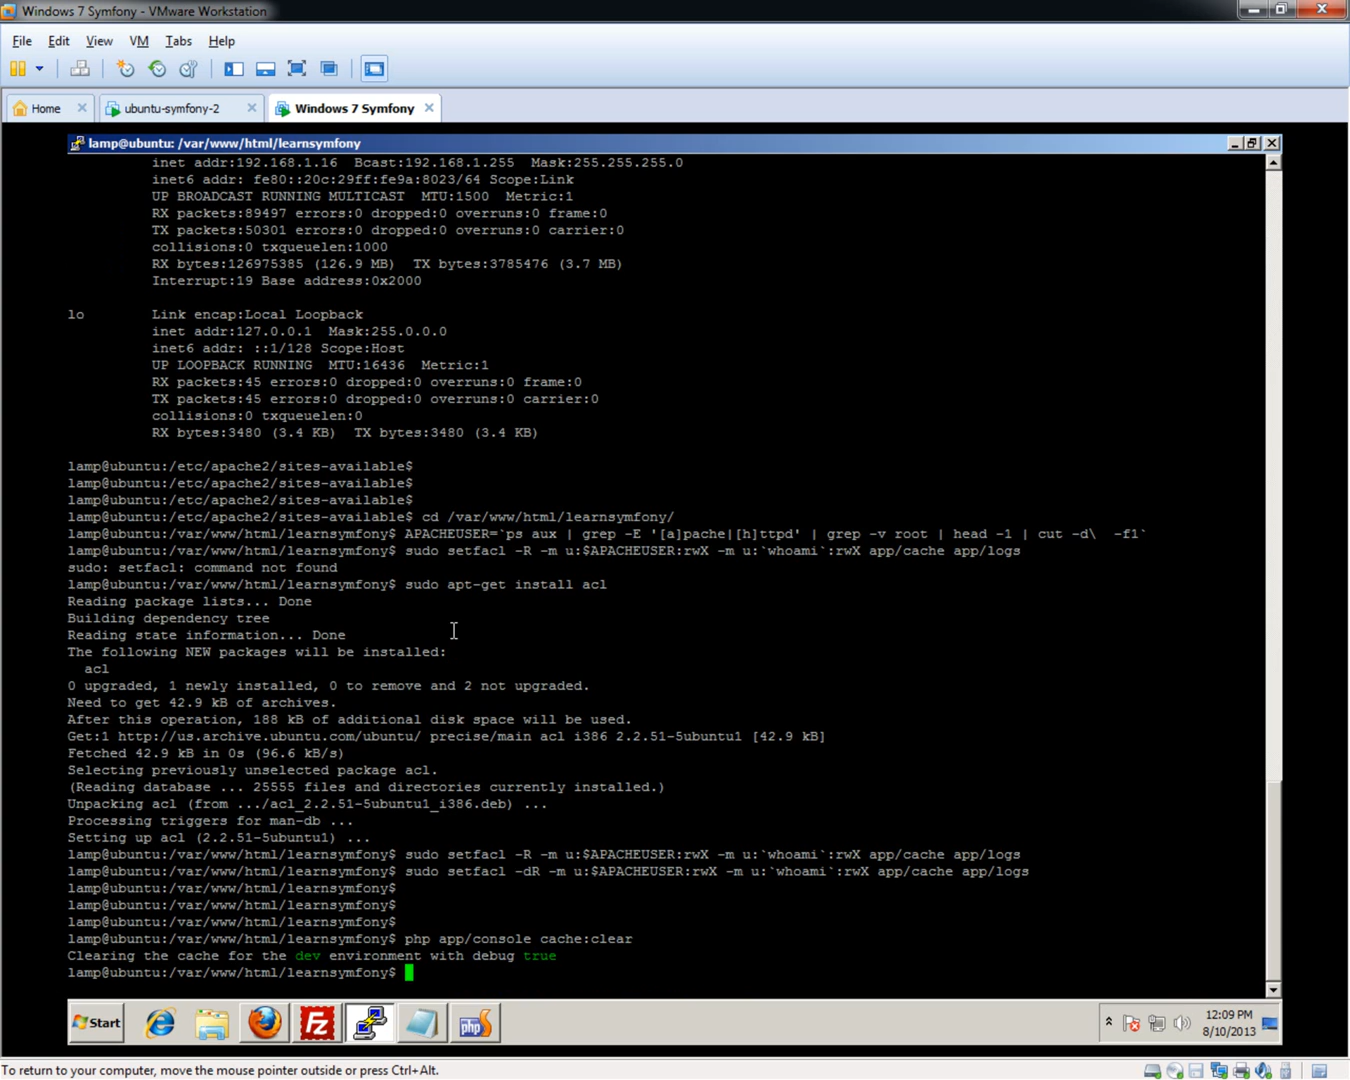 Windows 7 Symfony - VMware Workstation
File Edit View VM Tabs Help
Home ubuntu-symfony-2 Windows 7 Symfony
lamp@ubuntu: /var/www/html/learnsymfony
inet addr:192.168.1.16  Bcast:192.168.1.255  Mask:255.255.255.0
inet6 addr: fe80::20c:29ff:fe9a:8023/64 Scope:Link
UP BROADCAST RUNNING MULTICAST  MTU:1500  Metric:1
RX packets:89497 errors:0 dropped:0 overruns:0 frame:0
TX packets:50301 errors:0 dropped:0 overruns:0 carrier:0
collisions:0 txqueuelen:1000
RX bytes:126975385 (126.9 MB)  TX bytes:3785476 (3.7 MB)
Interrupt:19 Base address:0x2000
lo        Link encap:Local Loopback
inet addr:127.0.0.1  Mask:255.0.0.0
inet6 addr: ::1/128 Scope:Host
UP LOOPBACK RUNNING  MTU:16436  Metric:1
RX packets:45 errors:0 dropped:0 overruns:0 frame:0
TX packets:45 errors:0 dropped:0 overruns:0 carrier:0
collisions:0 txqueuelen:0
RX bytes:3480 (3.4 KB)  TX bytes:3480 (3.4 KB)
lamp@ubuntu:/etc/apache2/sites-available$
lamp@ubuntu:/etc/apache2/sites-available$
lamp@ubuntu:/etc/apache2/sites-available$
lamp@ubuntu:/etc/apache2/sites-available$ cd /var/www/html/learnsymfony/
lamp@ubuntu:/var/www/html/learnsymfony$ APACHEUSER=`ps aux | grep -E '[a]pache|[h]ttpd' | grep -v root | head -1 | cut -d\  -f1`
lamp@ubuntu:/var/www/html/learnsymfony$ sudo setfacl -R -m u:$APACHEUSER:rwX -m u:`whoami`:rwX app/cache app/logs
sudo: setfacl: command not found
lamp@ubuntu:/var/www/html/learnsymfony$ sudo apt-get install acl
Reading package lists... Done
Building dependency tree
Reading state information... Done
The following NEW packages will be installed:
acl
0 upgraded, 1 newly installed, 0 to remove and 2 not upgraded.
Need to get 42.9 kB of archives.
After this operation, 188 kB of additional disk space will be used.
Get:1 http://us.archive.ubuntu.com/ubuntu/ precise/main acl i386 2.2.51-5ubuntu1 [42.9 kB]
Fetched 42.9 kB in 0s (96.6 kB/s)
Selecting previously unselected package acl.
(Reading database ... 25555 files and directories currently installed.)
Unpacking acl (from .../acl_2.2.51-5ubuntu1_i386.deb) ...
Processing triggers for man-db ...
Setting up acl (2.2.51-5ubuntu1) ...
lamp@ubuntu:/var/www/html/learnsymfony$ sudo setfacl -R -m u:$APACHEUSER:rwX -m u:`whoami`:rwX app/cache app/logs
lamp@ubuntu:/var/www/html/learnsymfony$ sudo setfacl -dR -m u:$APACHEUSER:rwX -m u:`whoami`:rwX app/cache app/logs
lamp@ubuntu:/var/www/html/learnsymfony$
lamp@ubuntu:/var/www/html/learnsymfony$
lamp@ubuntu:/var/www/html/learnsymfony$
lamp@ubuntu:/var/www/html/learnsymfony$ php app/console cache:clear
Clearing the cache for the dev environment with debug true
lamp@ubuntu:/var/www/html/learnsymfony$
Start Fz php 12:09 PM
8/10/2013
To return to your computer, move the mouse pointer outside or press Ctrl+Alt.